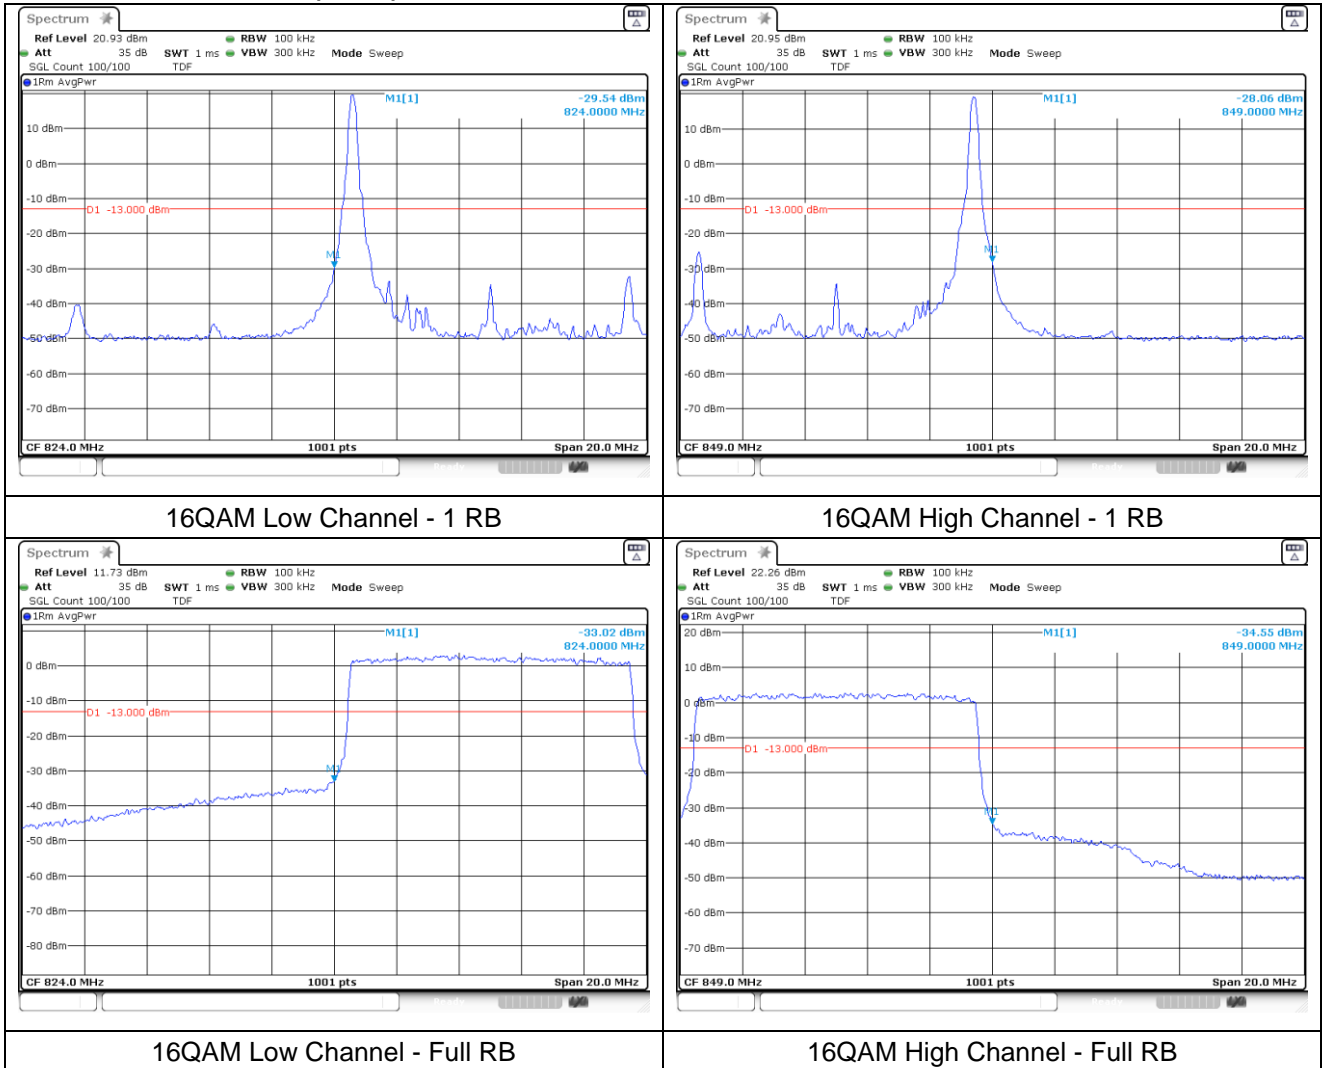 Spectrum
Ref Level 20.93 dBm RBW 100 kHz
Att 35 dB SWT 1 ms VBW 300 kHz Mode Sweep
SGL Count 100/100 TDF
1Rm AvgPwr
M1[1] -29.54 dBm
824.0000 MHz
10 dBm
0 dBm
-10 dBm
D1 -13.000 dBm
-20 dBm
M1
-30 dBm
-40 dBm
-50 dBm
-60 dBm
-70 dBm
CF 824.0 MHz 1001 pts Span 20.0 MHz
16QAM Low Channel - 1 RB
Spectrum
Ref Level 20.95 dBm RBW 100 kHz
Att 35 dB SWT 1 ms VBW 300 kHz Mode Sweep
SGL Count 100/100 TDF
1Rm AvgPwr
M1[1] -28.06 dBm
849.0000 MHz
10 dBm
0 dBm
-10 dBm
D1 -13.000 dBm
-20 dBm
M1
-30 dBm
-40 dBm
-50 dBm
-60 dBm
-70 dBm
CF 849.0 MHz 1001 pts Span 20.0 MHz
16QAM High Channel - 1 RB
Spectrum
Ref Level 11.73 dBm RBW 100 kHz
Att 35 dB SWT 1 ms VBW 300 kHz Mode Sweep
SGL Count 100/100 TDF
1Rm AvgPwr
M1[1] -33.02 dBm
824.0000 MHz
0 dBm
-10 dBm
D1 -13.000 dBm
-20 dBm
M1
-30 dBm
-40 dBm
-50 dBm
-60 dBm
-70 dBm
-80 dBm
CF 824.0 MHz 1001 pts Span 20.0 MHz
16QAM Low Channel - Full RB
Spectrum
Ref Level 22.26 dBm RBW 100 kHz
Att 35 dB SWT 1 ms VBW 300 kHz Mode Sweep
SGL Count 100/100 TDF
1Rm AvgPwr
20 dBm M1[1] -34.55 dBm
849.0000 MHz
10 dBm
0 dBm
-10 dBm
D1 -13.000 dBm
-20 dBm
-30 dBm
M1
-40 dBm
-50 dBm
-60 dBm
-70 dBm
CF 849.0 MHz 1001 pts Span 20.0 MHz
16QAM High Channel - Full RB